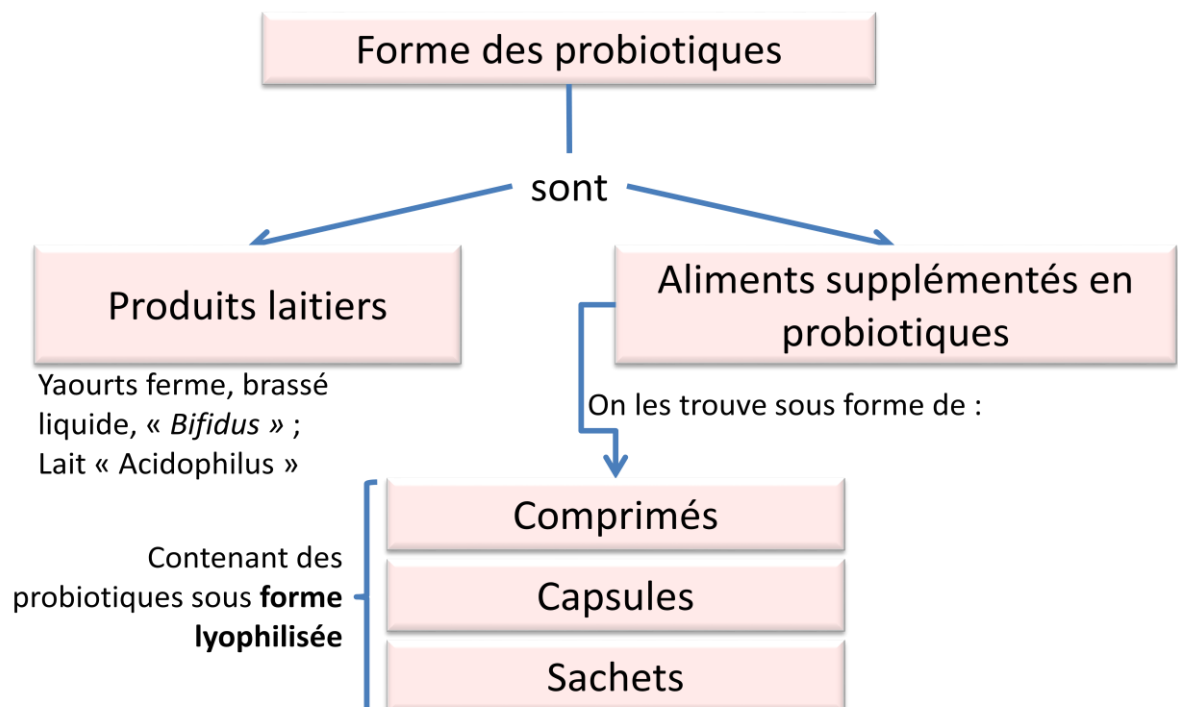 Forme des probiotiques
sont
Produits laitiers
Aliments supplémentés en
probiotiques
Yaourts ferme, brassé
liquide, « Bifidus » ;
Lait « Acidophilus »
On les trouve sous forme de :
Comprimés
Capsules
Sachets
Contenant des
probiotiques sous forme
lyophilisée